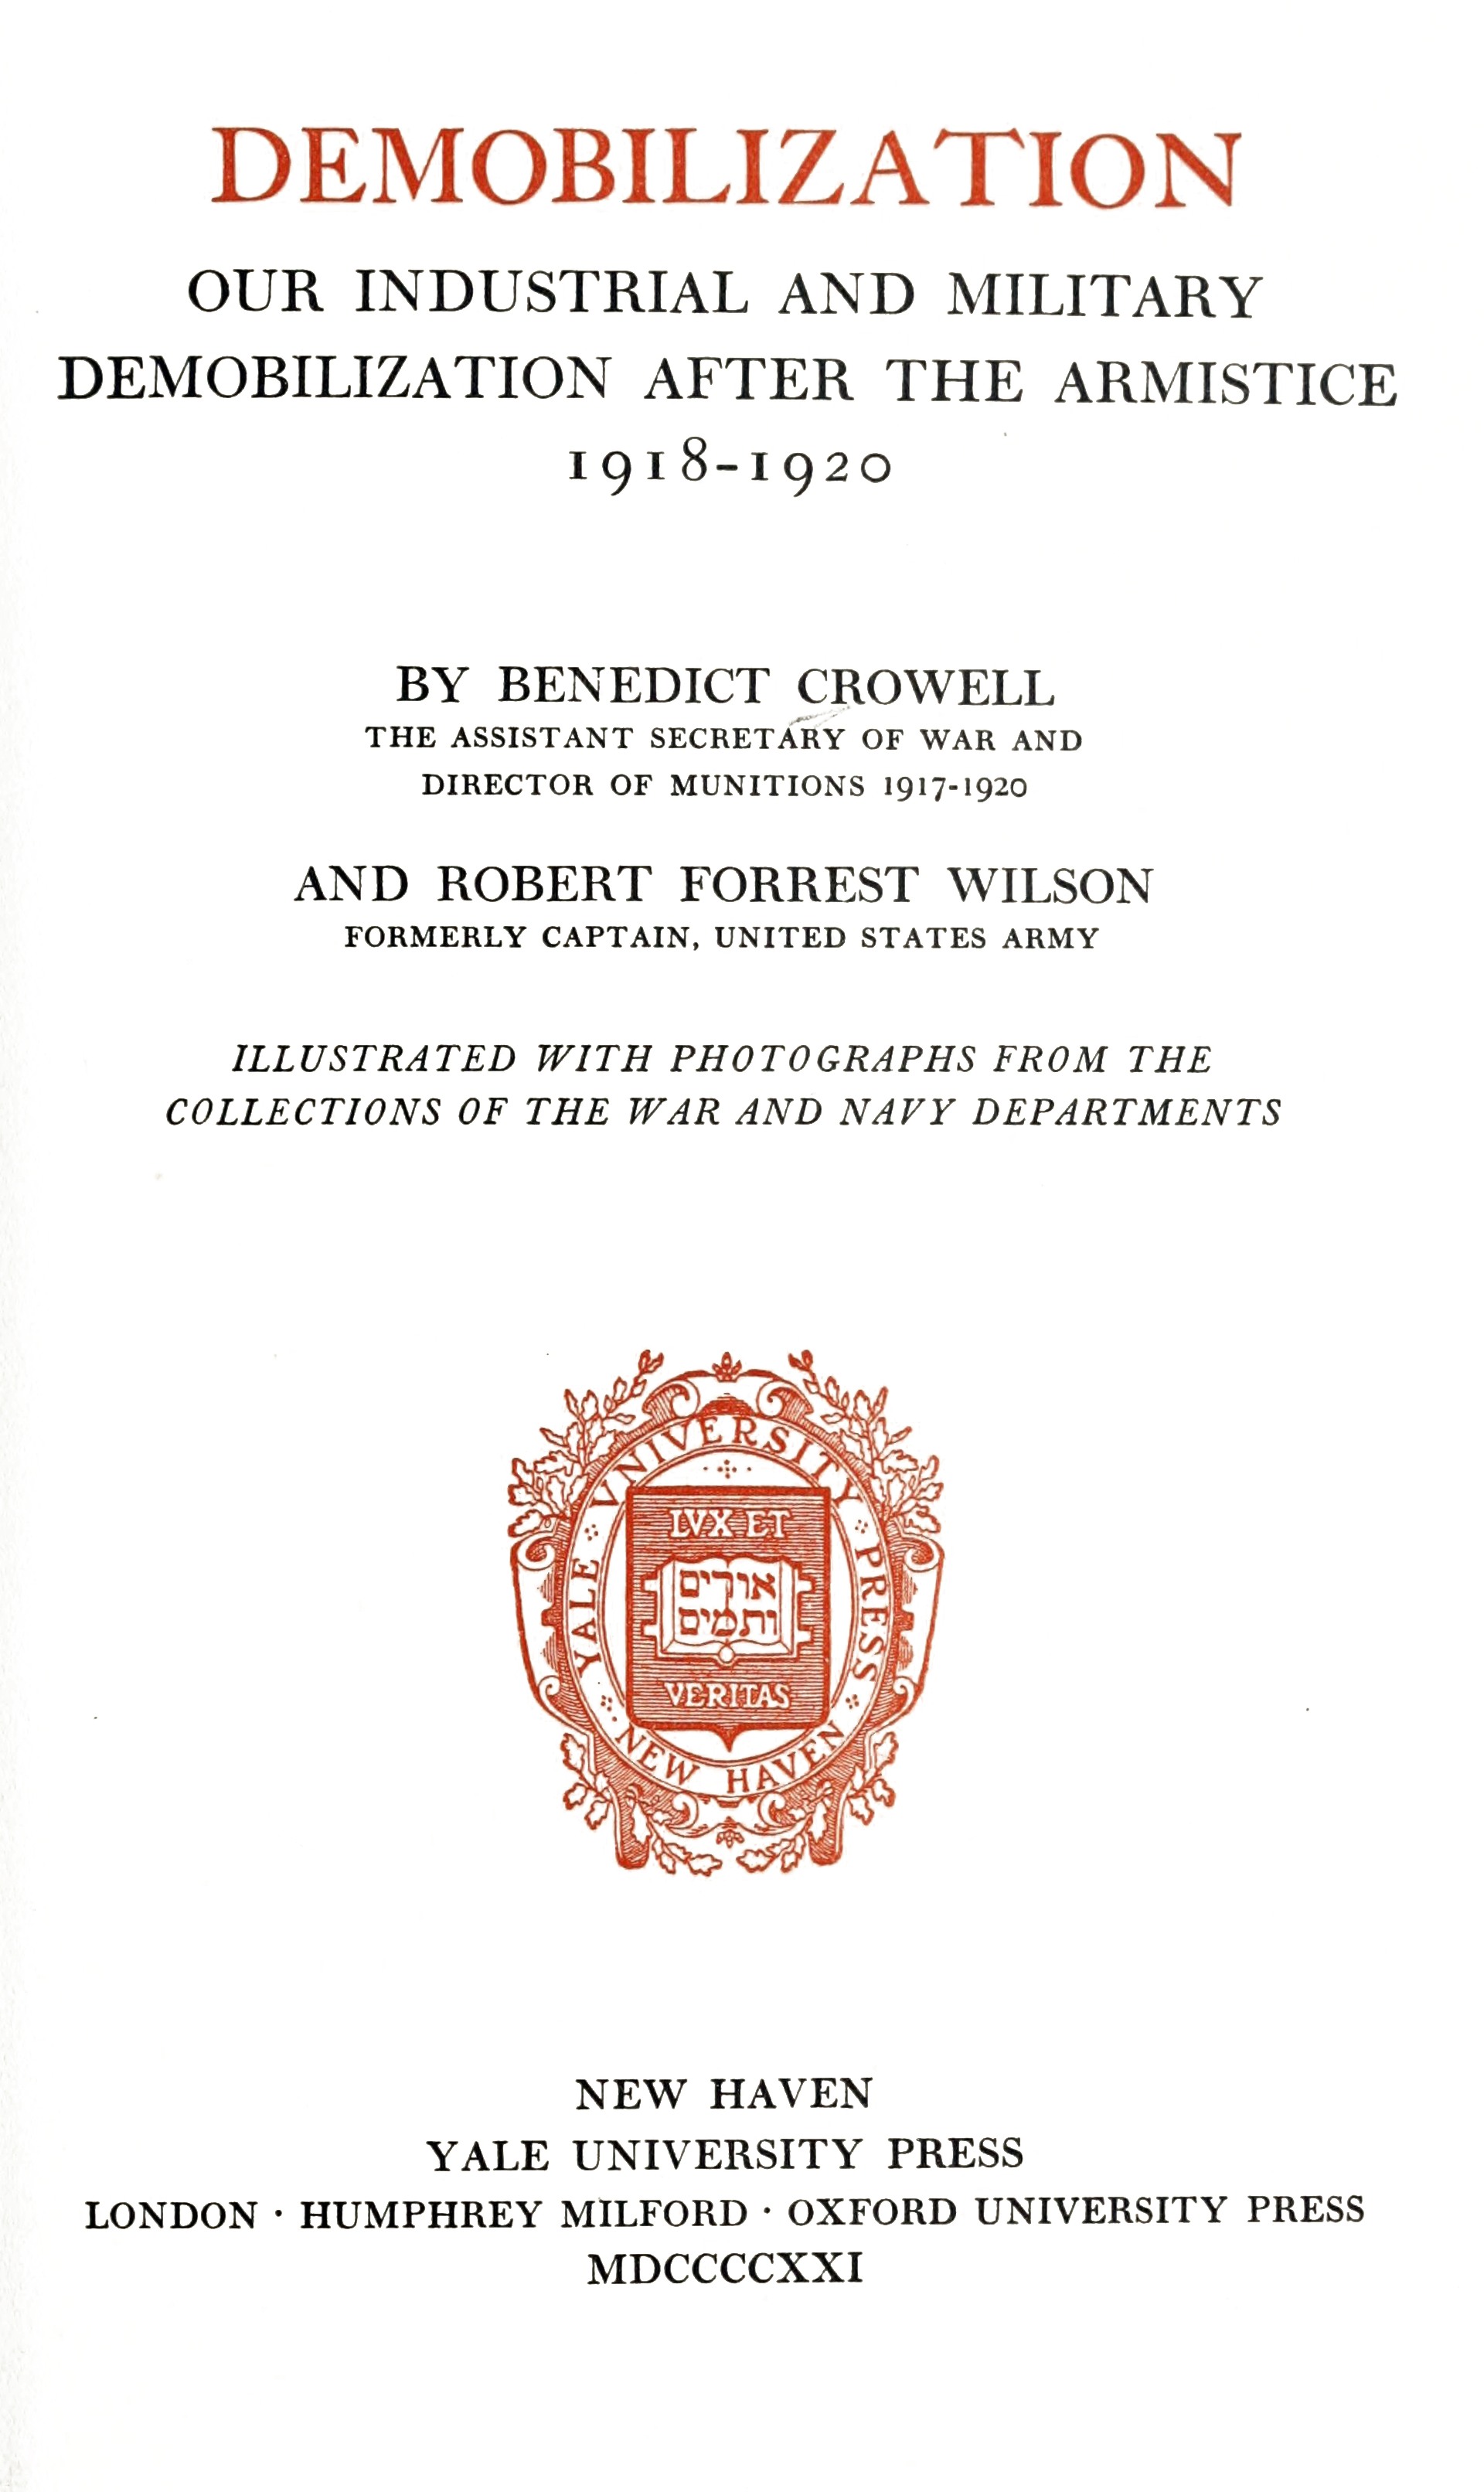 DEMOBILIZATION
OUR INDUSTRIAL AND MILITARY
DEMOBILIZATION AFTER THE ARMISTICE
1918-1920
BY BENEDICT CROWELL
THE ASSISTANT SECRETARY OF WAR AND
DIRECTOR OF MUNITIONS 1917-1920
AND ROBERT FORREST WILSON
FORMERLY CAPTAIN, UNITED STATES ARMY
ILLUSTRATED WITH PHOTOGRAPHS FROM THE
COLLECTIONS OF THE WAR AND NAVY DEPARTMENTS
YALE · VNIVERSITY · PRESS
LVX ET
אורים
ותמים
VERITAS
NEW HAVEN
NEW HAVEN
YALE UNIVERSITY PRESS
LONDON · HUMPHREY MILFORD · OXFORD UNIVERSITY PRESS
MDCCCCXXI